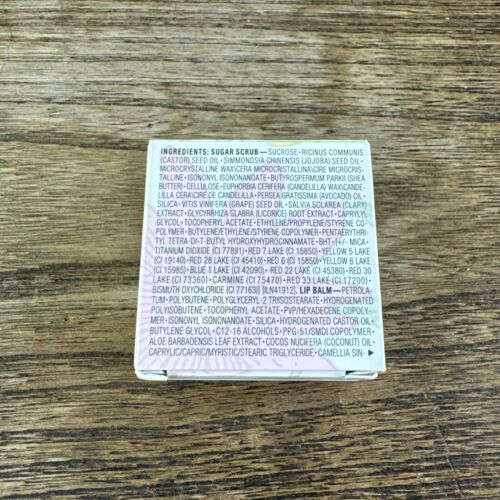 INGREDIENTS: SUGAR SCRUB—SUCROSE•RICINUS COMMUNIS
(CASTOR) SEED OIL•SIMMONDSIA CHINENSIS (JOJOBA) SEED OIL•
MICROCRYSTALLINE WAX\CERA MICROCRISTALLINA\CIRE MICROCRIS-
TALLINE•ISONONYL ISONONANOATE•BUTYROSPERMUM PARKII (SHEA
BUTTER)•CELLULOSE•EUPHORBIA CERIFERA (CANDELILLA) WAX\CANDE-
LILLA CERA\CIRE DE CANDELILLA•PERSEA GRATISSIMA (AVOCADO) OIL•
SILICA•VITIS VINIFERA (GRAPE) SEED OIL•SALVIA SCLAREA (CLARY)
EXTRACT•GLYCYRRHIZA GLABRA (LICORICE) ROOT EXTRACT•CAPRYLYL
GLYCOL•TOCOPHERYL ACETATE•ETHYLENE/PROPYLENE/STYRENE CO-
POLYMER•BUTYLENE/ETHYLENE/STYRENE COPOLYMER•PENTAERYTHRI-
TYL TETRA-DI-T-BUTYL HYDROXYHYDROCINNAMATE•BHT•[+/- MICA•
TITANIUM DIOXIDE (CI 77891)•RED 7 LAKE (CI 15850)•YELLOW 5 LAKE
(CI 19140)•RED 28 LAKE (CI 45410)•RED 6 (CI 15850)•YELLOW 6 LAKE
(CI 15985)•BLUE 1 LAKE (CI 42090)•RED 22 LAKE (CI 45380)•RED 30
LAKE (CI 73360)•CARMINE (CI 75470)•RED 33 LAKE (CI 17200)•
BISMUTH OXYCHLORIDE (CI 77163)] [ILN41912]. LIP BALM—PETROLA-
TUM•POLYBUTENE•POLYGLYCERYL-2 TRIISOSTEARATE•HYDROGENATED
POLYISOBUTENE•TOCOPHERYL ACETATE•PVP/HEXADECENE COPOLY-
MER•ISONONYL ISONONANOATE•SILICA•HYDROGENATED CASTOR OIL•
BUTYLENE GLYCOL•C12-16 ALCOHOLS•PPG-51/SMDI COPOLYMER•
ALOE BARBADENSIS LEAF EXTRACT•COCOS NUCIFERA (COCONUT) OIL•
CAPRYLIC/CAPRIC/MYRISTIC/STEARIC TRIGLYCERIDE•CAMELLIA SIN-▶